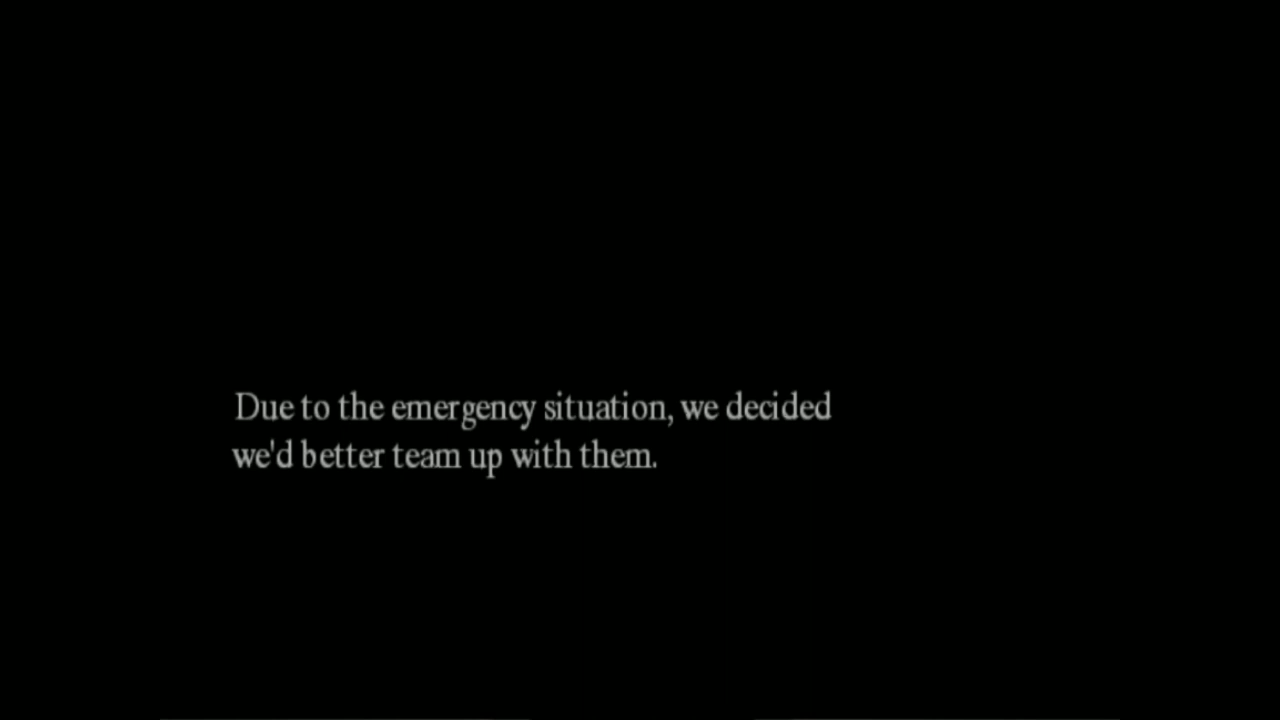 Due to the emergency situation, we decided
we'd better team up with them.